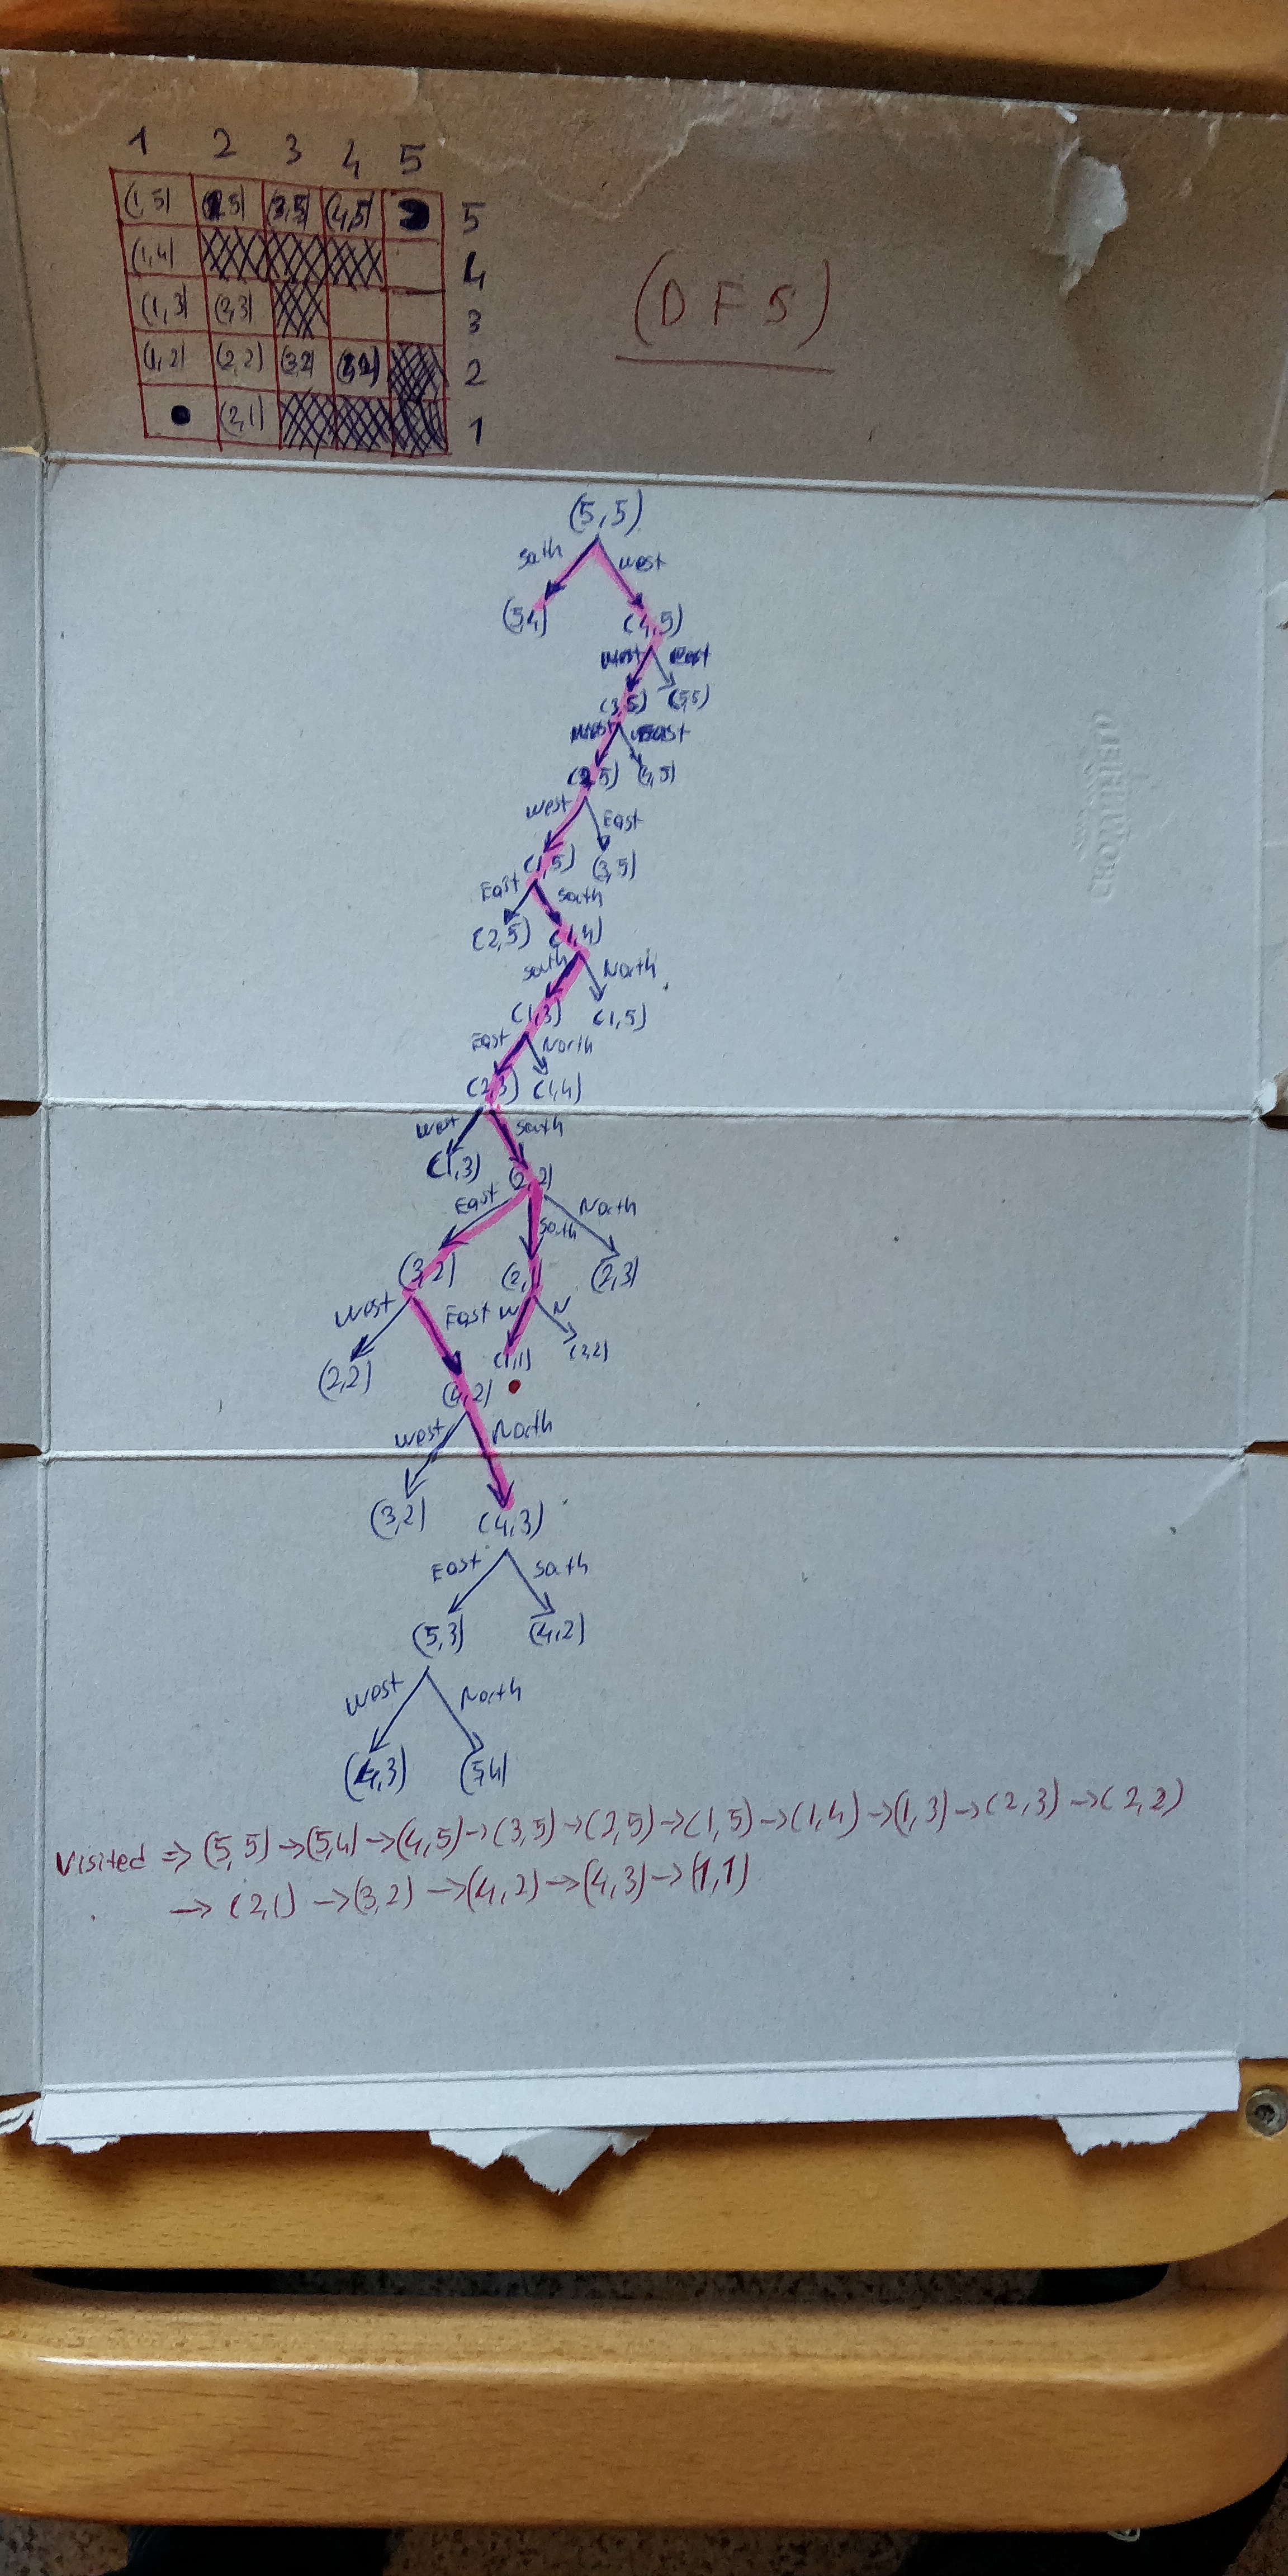 1 2 3 4 5
(1,5) (2,5) (3,5) (4,5) 5
(1,4) 4
(1,3) (2,3) 3
(1,2) (2,2) (3,2) 2
(2,1) 1
(DFS)
(5,5)
South West
(5,4) (4,5)
West East
(3,5) (5,5)
West East
(2,5) (4,5)
West East
(1,5) (3,5)
East South
(2,5) (1,4)
South North
(1,3) (1,5)
East North
(2,3) (1,4)
West South
(1,3) (2,2)
East South North
(3,2) (2,1) (2,3)
West East W N
(2,2) (4,2) (1,1) (2,2)
West North
(3,2) (4,3)
East South
(5,3) (4,2)
West North
(4,3) (5,4)
Visited => (5,5) -> (5,4) -> (4,5) -> (3,5) -> (2,5) -> (1,5) -> (1,4) -> (1,3) -> (2,3) -> (2,2)
-> (2,1) -> (3,2) -> (4,2) -> (4,3) -> (1,1)